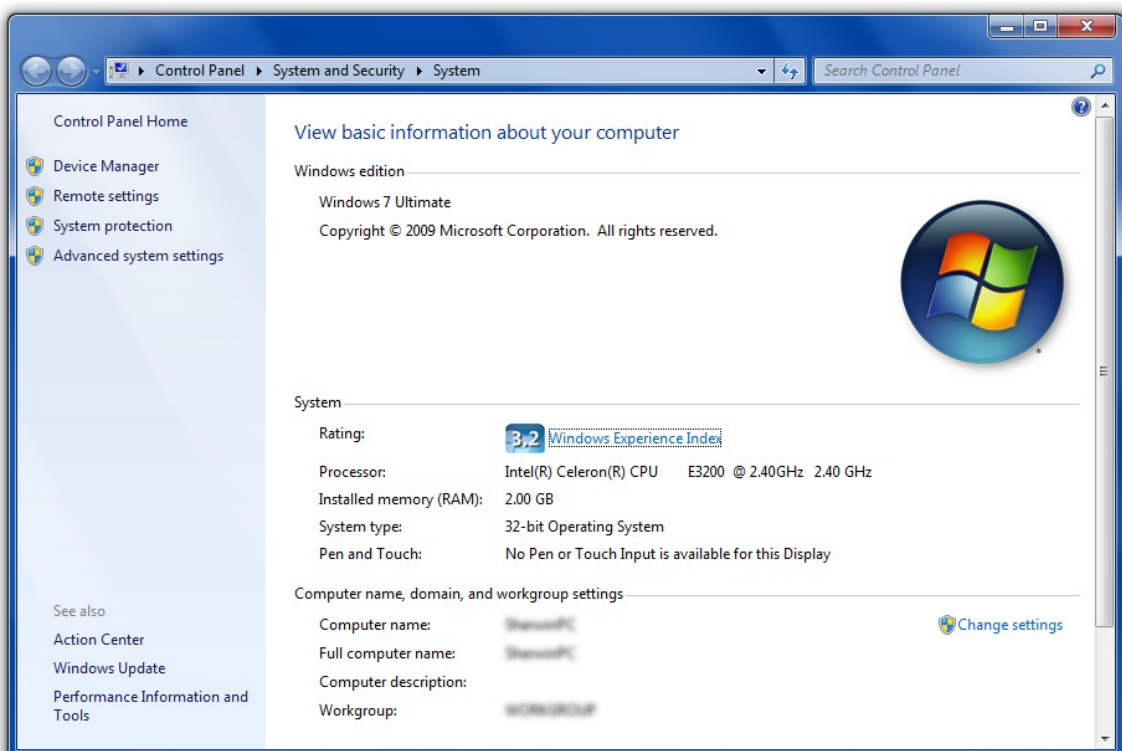 Control Panel ▸ System and Security ▸ System
Search Control Panel
Control Panel Home
Device Manager
Remote settings
System protection
Advanced system settings
See also
Action Center
Windows Update
Performance Information and
Tools
View basic information about your computer
Windows edition
Windows 7 Ultimate
Copyright © 2009 Microsoft Corporation. All rights reserved.
System
Rating: 3.2 Windows Experience Index
Processor: Intel(R) Celeron(R) CPU E3200 @ 2.40GHz 2.40 GHz
Installed memory (RAM): 2.00 GB
System type: 32-bit Operating System
Pen and Touch: No Pen or Touch Input is available for this Display
Computer name, domain, and workgroup settings
Computer name:
Change settings
Full computer name:
Computer description:
Workgroup: